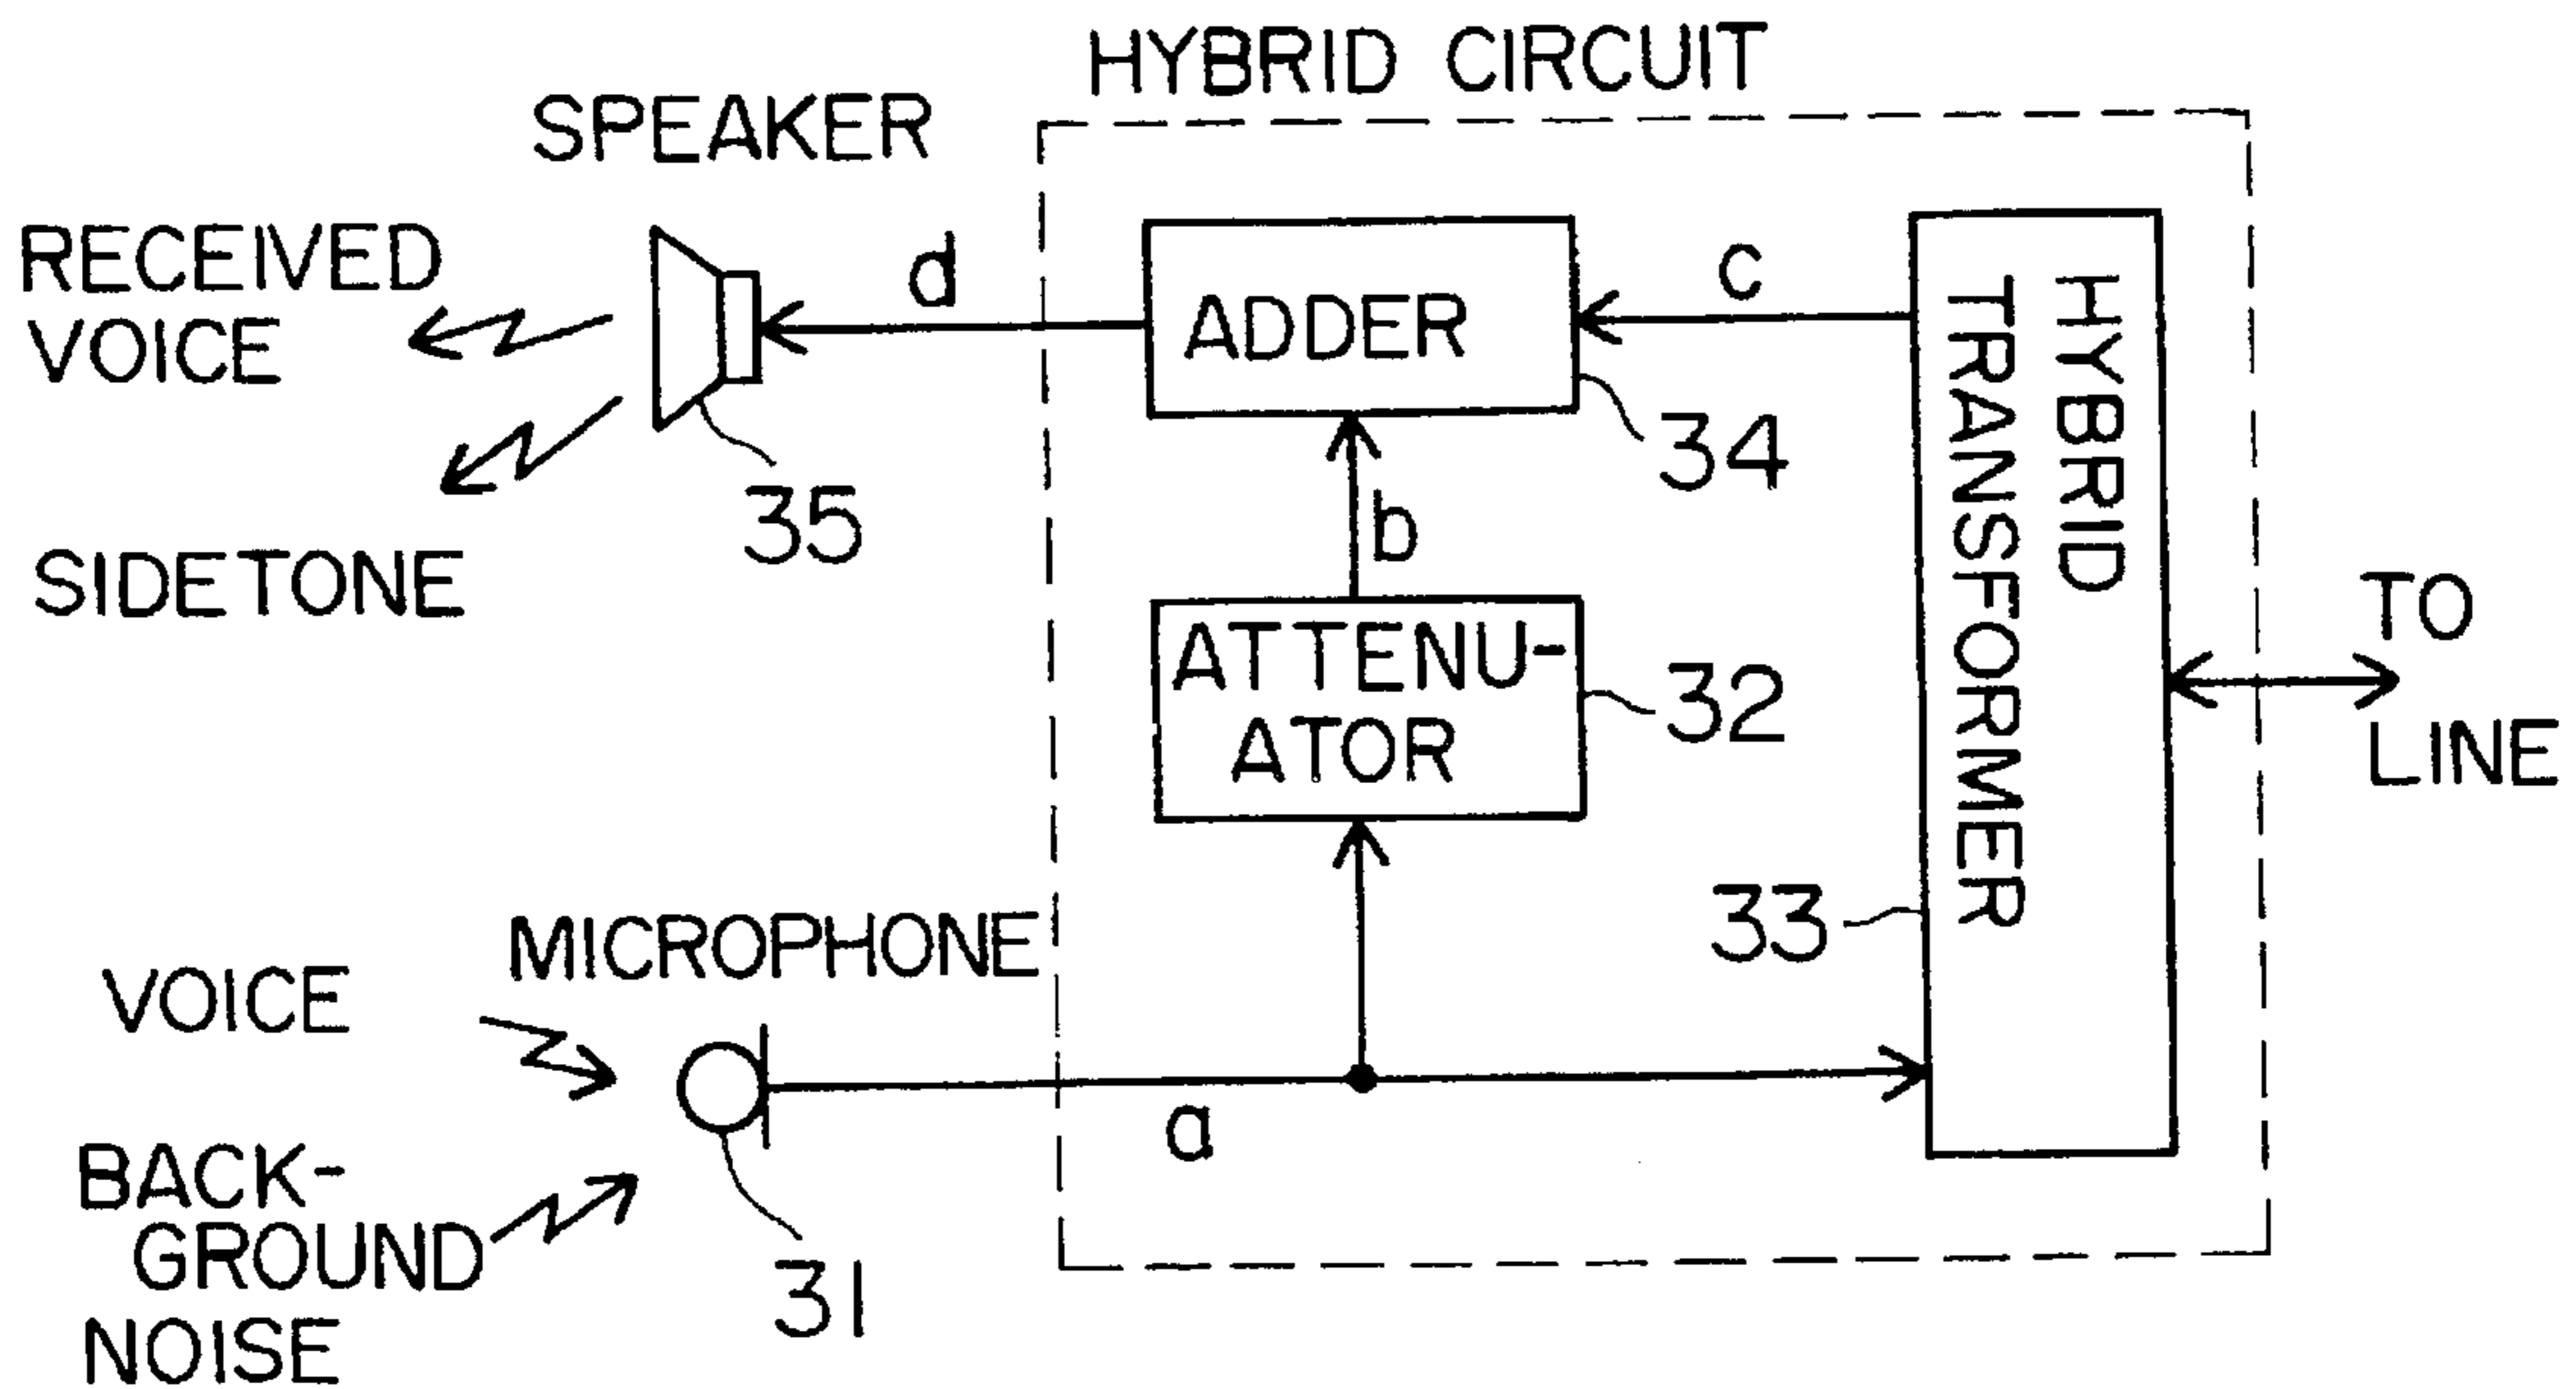 HYBRID CIRCUIT
SPEAKER
RECEIVED
VOICE
d
ADDER
c
HYBRID
TRANSFORMER
34
35
b
SIDETONE
ATTENU-
ATOR
32
TO
LINE
33
MICROPHONE
VOICE
a
BACK-
GROUND
NOISE
31